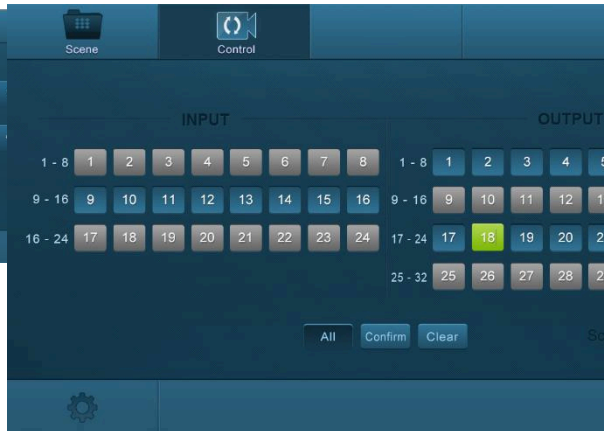 Scene Control
INPUT
OUTPUT
1 - 8 1 2 3 4 5 6 7 8
1 - 8 1 2 3 4
9 - 16 9 10 11 12 13 14 15 16
9 - 16 9 10 11 12
16 - 24 17 18 19 20 21 22 23 24
17 - 24 17 18 19 20
25 - 32 25 26 27 28
All Confirm Clear